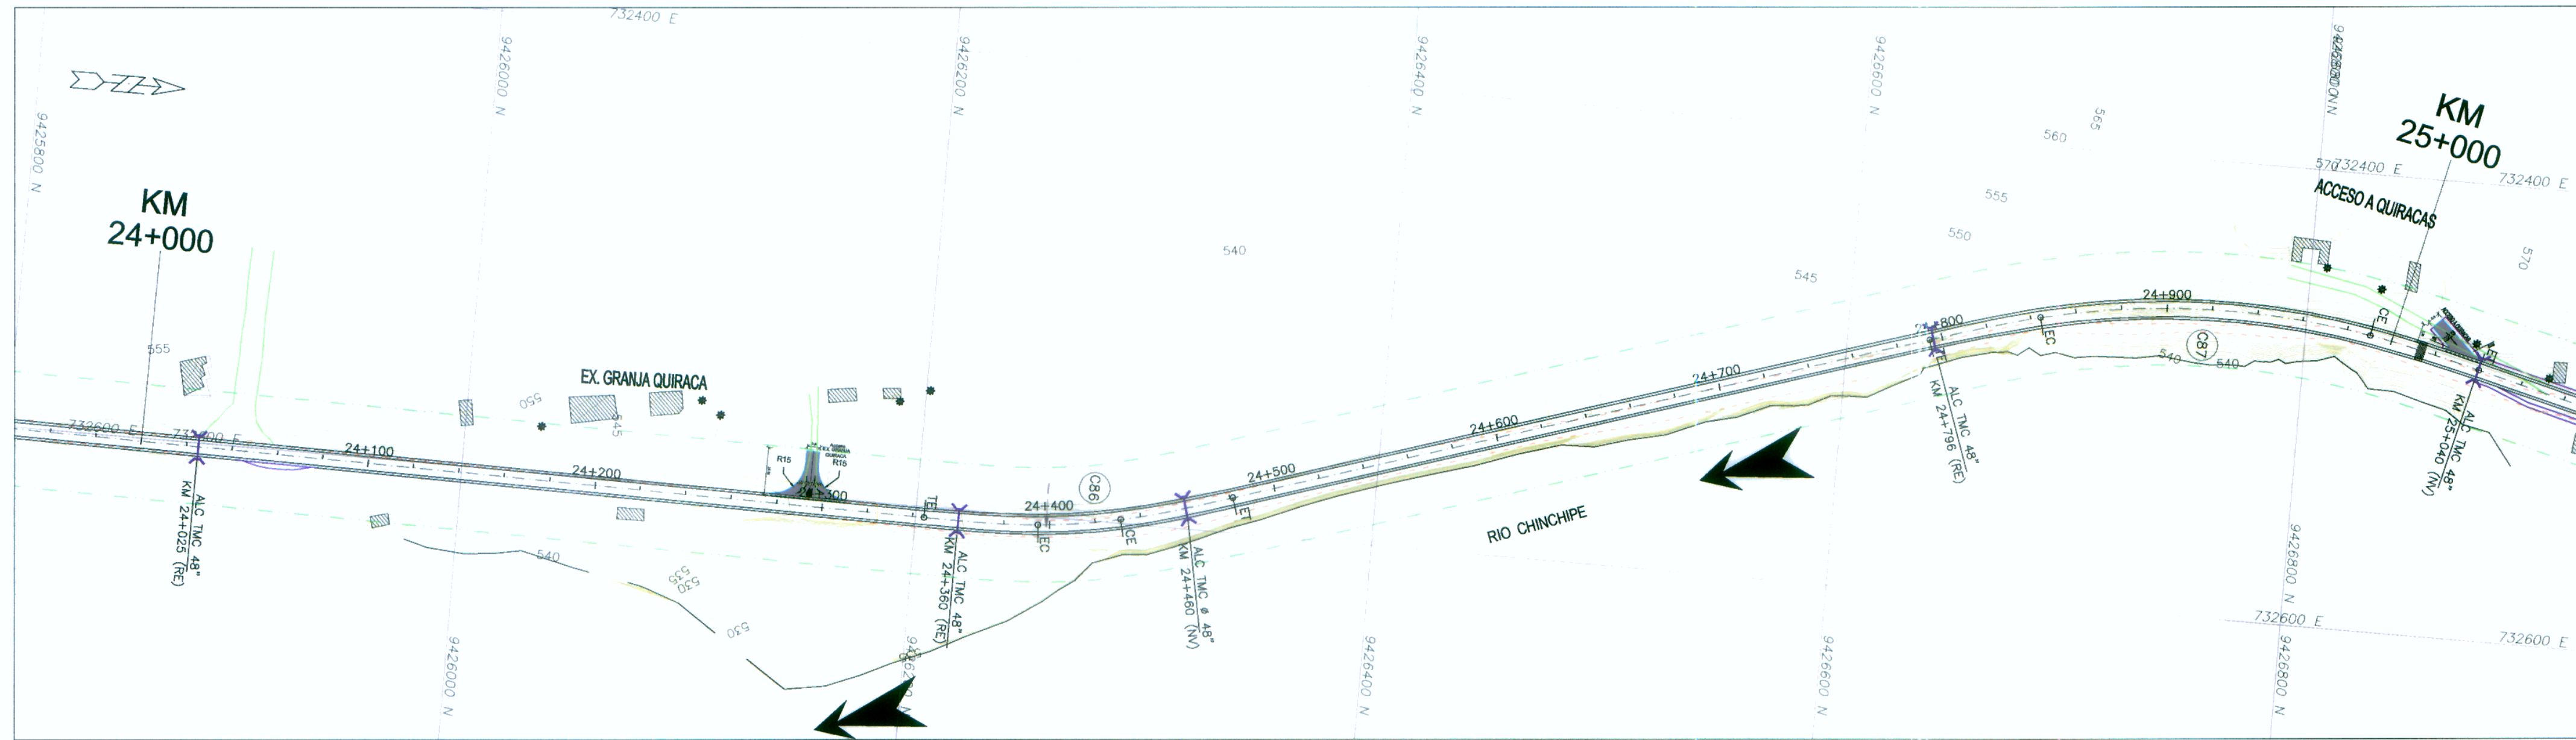 732400 E
9425800 N
9426000 N
9426200 N
9426400 N
9426600 N
KM
24+000
KM
25+000
565
560
570
732400 E
732400 E
ACCESO A QUIRACAS
555
550
545
540
570
555
EX. GRANJA QUIRACA
550
545
732600 E
24+100
24+200
R15
R15
TE
24+400
C86
EC
CE
24+500
ET
24+600
24+700
EC
24+900
C87
CE
540
540
ALC TMC 48"
KM 24+025 (RE)
540
535
530
530
ALC TMC 48"
KM 24+360 (RE)
ALC TMC ø 48"
KM 24+460 (NV)
RIO CHINCHIPE
ALC TMC 48"
KM 24+796 (RE)
ALC TMC 48"
KM 25+040 (NV)
9426800 N
732600 E
732600 E
9426000 N
9426200 N
9426400 N
9426600 N
9426800 N